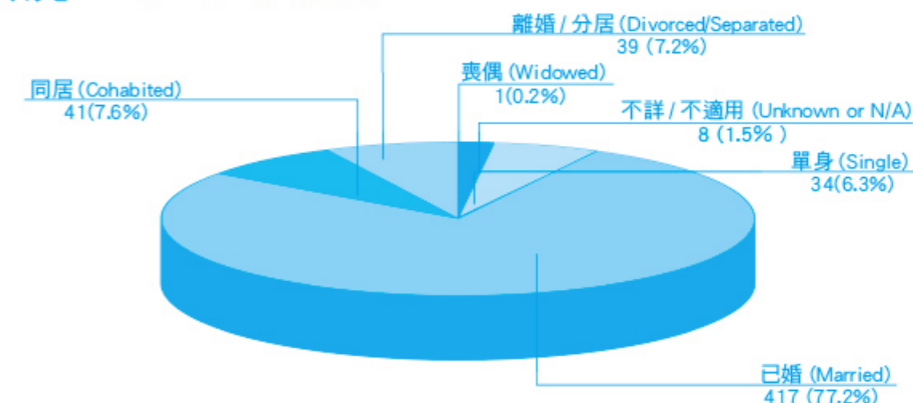 離婚 / 分居 (Divorced/Separated)
39 (7.2%)
喪偶 (Widowed)
1(0.2%)
同居 (Cohabited)
41(7.6%)
不詳 / 不適用 (Unknown or N/A)
8 (1.5% )
單身 (Single)
34(6.3%)
已婚 (Married)
417 (77.2%)